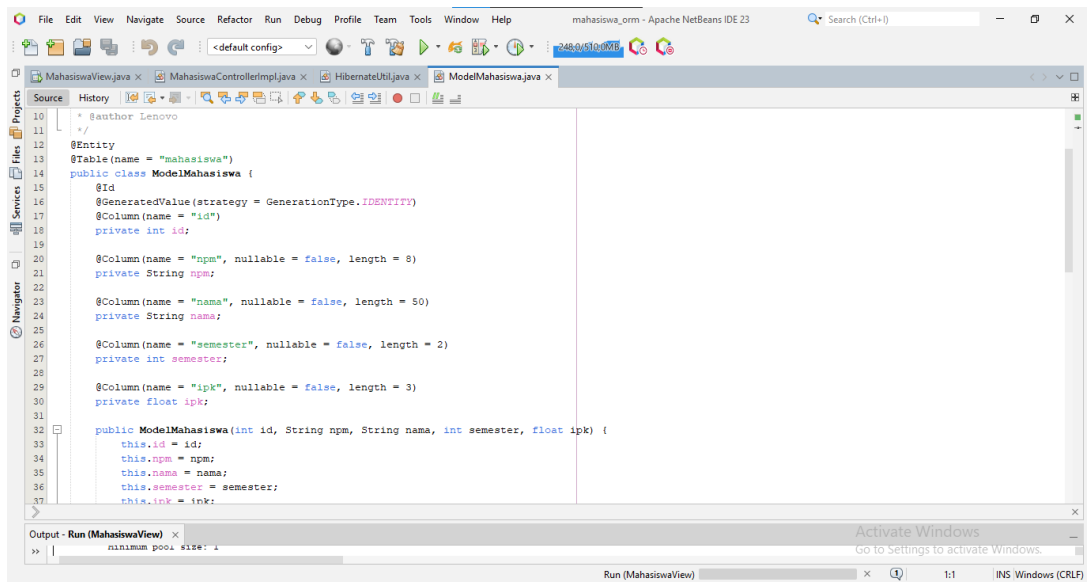 File Edit View Navigate Source Refactor Run Debug Profile Team Tools Window Help mahasiswa_orm - Apache NetBeans IDE 23 Search (Ctrl+I)
<default config> 248,0/510,0MB
MahasiswaView.java × MahasiswaControllerImpl.java × HibernateUtil.java × ModelMahasiswa.java ×
Source History
Projects
Files
Services
Navigator
10 * @author Lenovo
11 */
12 @Entity
13 @Table(name = "mahasiswa")
14 public class ModelMahasiswa {
15 @Id
16 @GeneratedValue(strategy = GenerationType.IDENTITY)
17 @Column(name = "id")
18 private int id;
19
20 @Column(name = "npm", nullable = false, length = 8)
21 private String npm;
22
23 @Column(name = "nama", nullable = false, length = 50)
24 private String nama;
25
26 @Column(name = "semester", nullable = false, length = 2)
27 private int semester;
28
29 @Column(name = "ipk", nullable = false, length = 3)
30 private float ipk;
31
32 public ModelMahasiswa(int id, String npm, String nama, int semester, float ipk) {
33 this.id = id;
34 this.npm = npm;
35 this.nama = nama;
36 this.semester = semester;
37 this.ipk = ipk;
Output - Run (MahasiswaView) ×
Minimum pool size: 1
Activate Windows
Go to Settings to activate Windows.
Run (MahasiswaView) 1 1:1 INS Windows (CRLF)